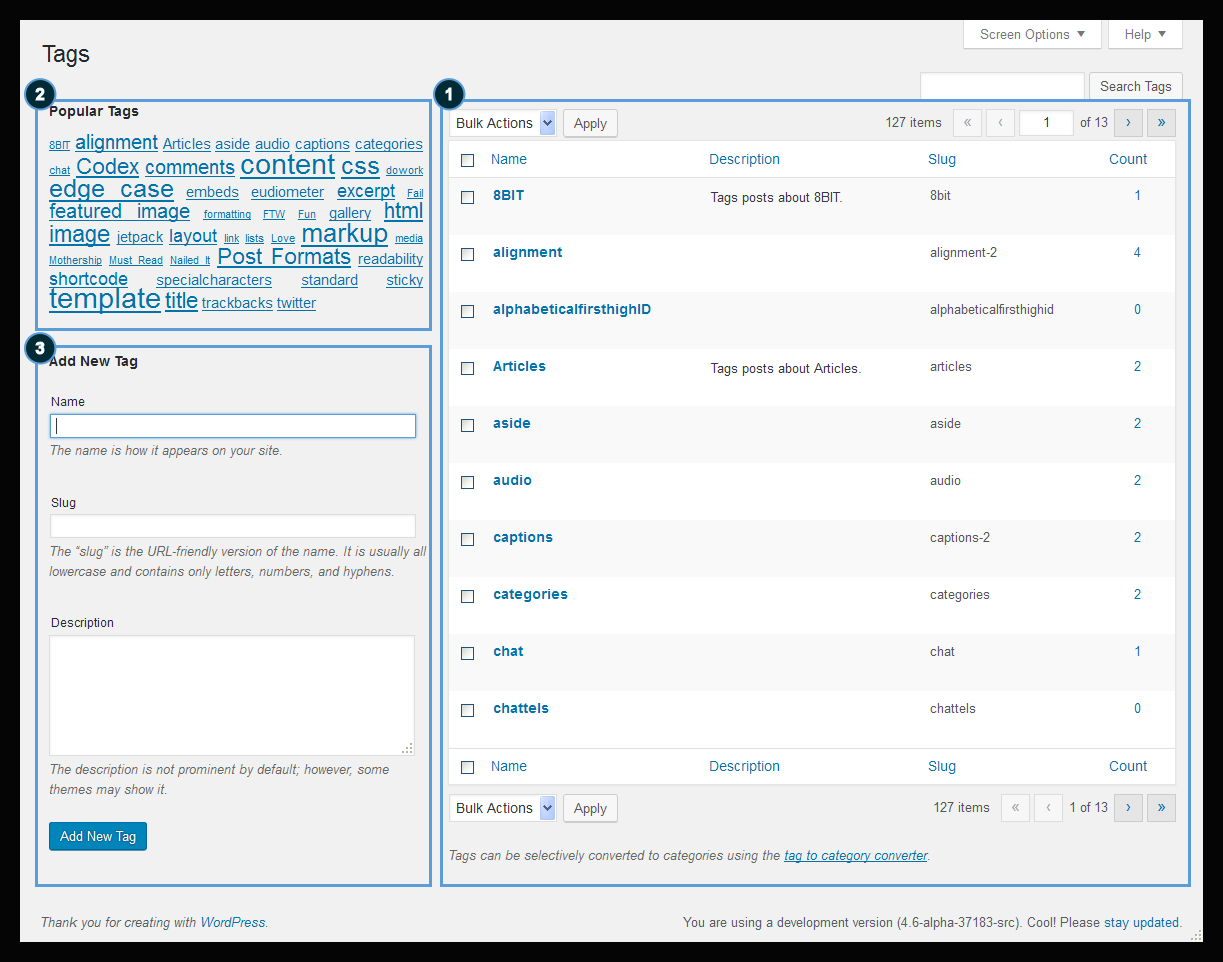 Screen Options ▼ Help ▼
Tags
Search Tags
2
Popular Tags
8BIT alignment Articles aside audio captions categories
chat Codex comments content css dowork
edge case embeds eudiometer excerpt Fail
featured image formatting FTW Fun gallery html
image jetpack layout link lists Love markup media
Mothership Must Read Nailed It Post Formats readability
shortcode specialcharacters standard sticky
template title trackbacks twitter
3
Add New Tag
Name
The name is how it appears on your site.
Slug
The “slug” is the URL-friendly version of the name. It is usually all
lowercase and contains only letters, numbers, and hyphens.
Description
The description is not prominent by default; however, some
themes may show it.
Add New Tag
1
Bulk Actions Apply 127 items « ‹ 1 of 13 › »
Name Description Slug Count
8BIT Tags posts about 8BIT. 8bit 1
alignment alignment-2 4
alphabeticalfirsthighID alphabeticalfirsthighid 0
Articles Tags posts about Articles. articles 2
aside aside 2
audio audio 2
captions captions-2 2
categories categories 2
chat chat 1
chattels chattels 0
Name Description Slug Count
Bulk Actions Apply 127 items « ‹ 1 of 13 › »
Tags can be selectively converted to categories using the tag to category converter.
Thank you for creating with WordPress. You are using a development version (4.6-alpha-37183-src). Cool! Please stay updated.